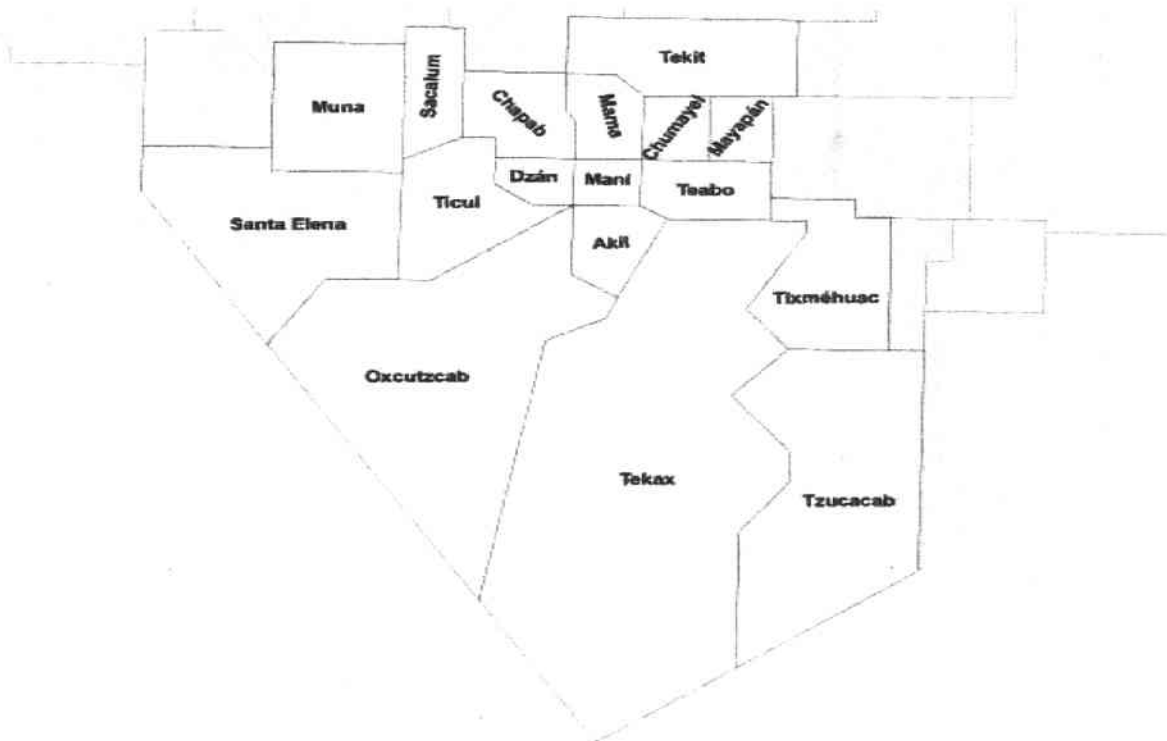 Tekit
Muna
Sacalum
Chapab
Mama
Chumayel
Mayapán
Dzán
Maní
Teabo
Ticul
Santa Elena
Akil
Tixméhuac
Oxcutzcab
Tekax
Tzucacab